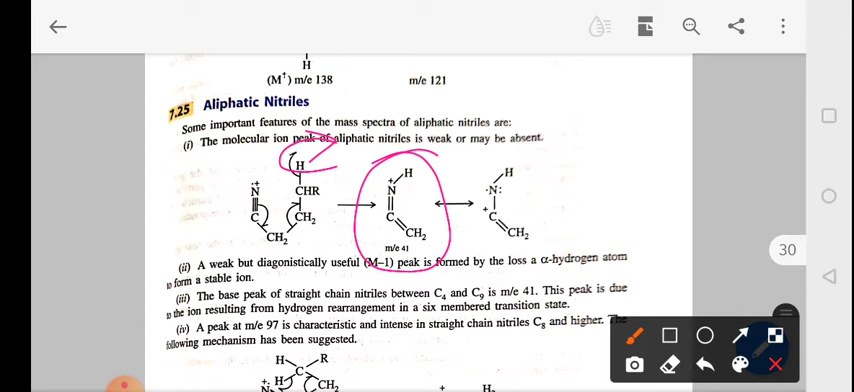 H
(M†) m/e 138 m/e 121
7.25 Aliphatic Nitriles
Some important features of the mass spectra of aliphatic nitriles are:
(i) The molecular ion peak of aliphatic nitriles is weak or may be absent.
H H H
+N CHR +N ·N:
C CH2 C +C
CH2 CH2 CH2
m/e 41
30
(ii) A weak but diagonistically useful (M–1) peak is formed by the loss a α-hydrogen atom
to form a stable ion.
(iii) The base peak of straight chain nitriles between C4 and C9 is m/e 41. This peak is due
to the ion resulting from hydrogen rearrangement in a six membered transition state.
(iv) A peak at m/e 97 is characteristic and intense in straight chain nitriles C8 and higher. The
following mechanism has been suggested.
H R
C
H CH2 + H2